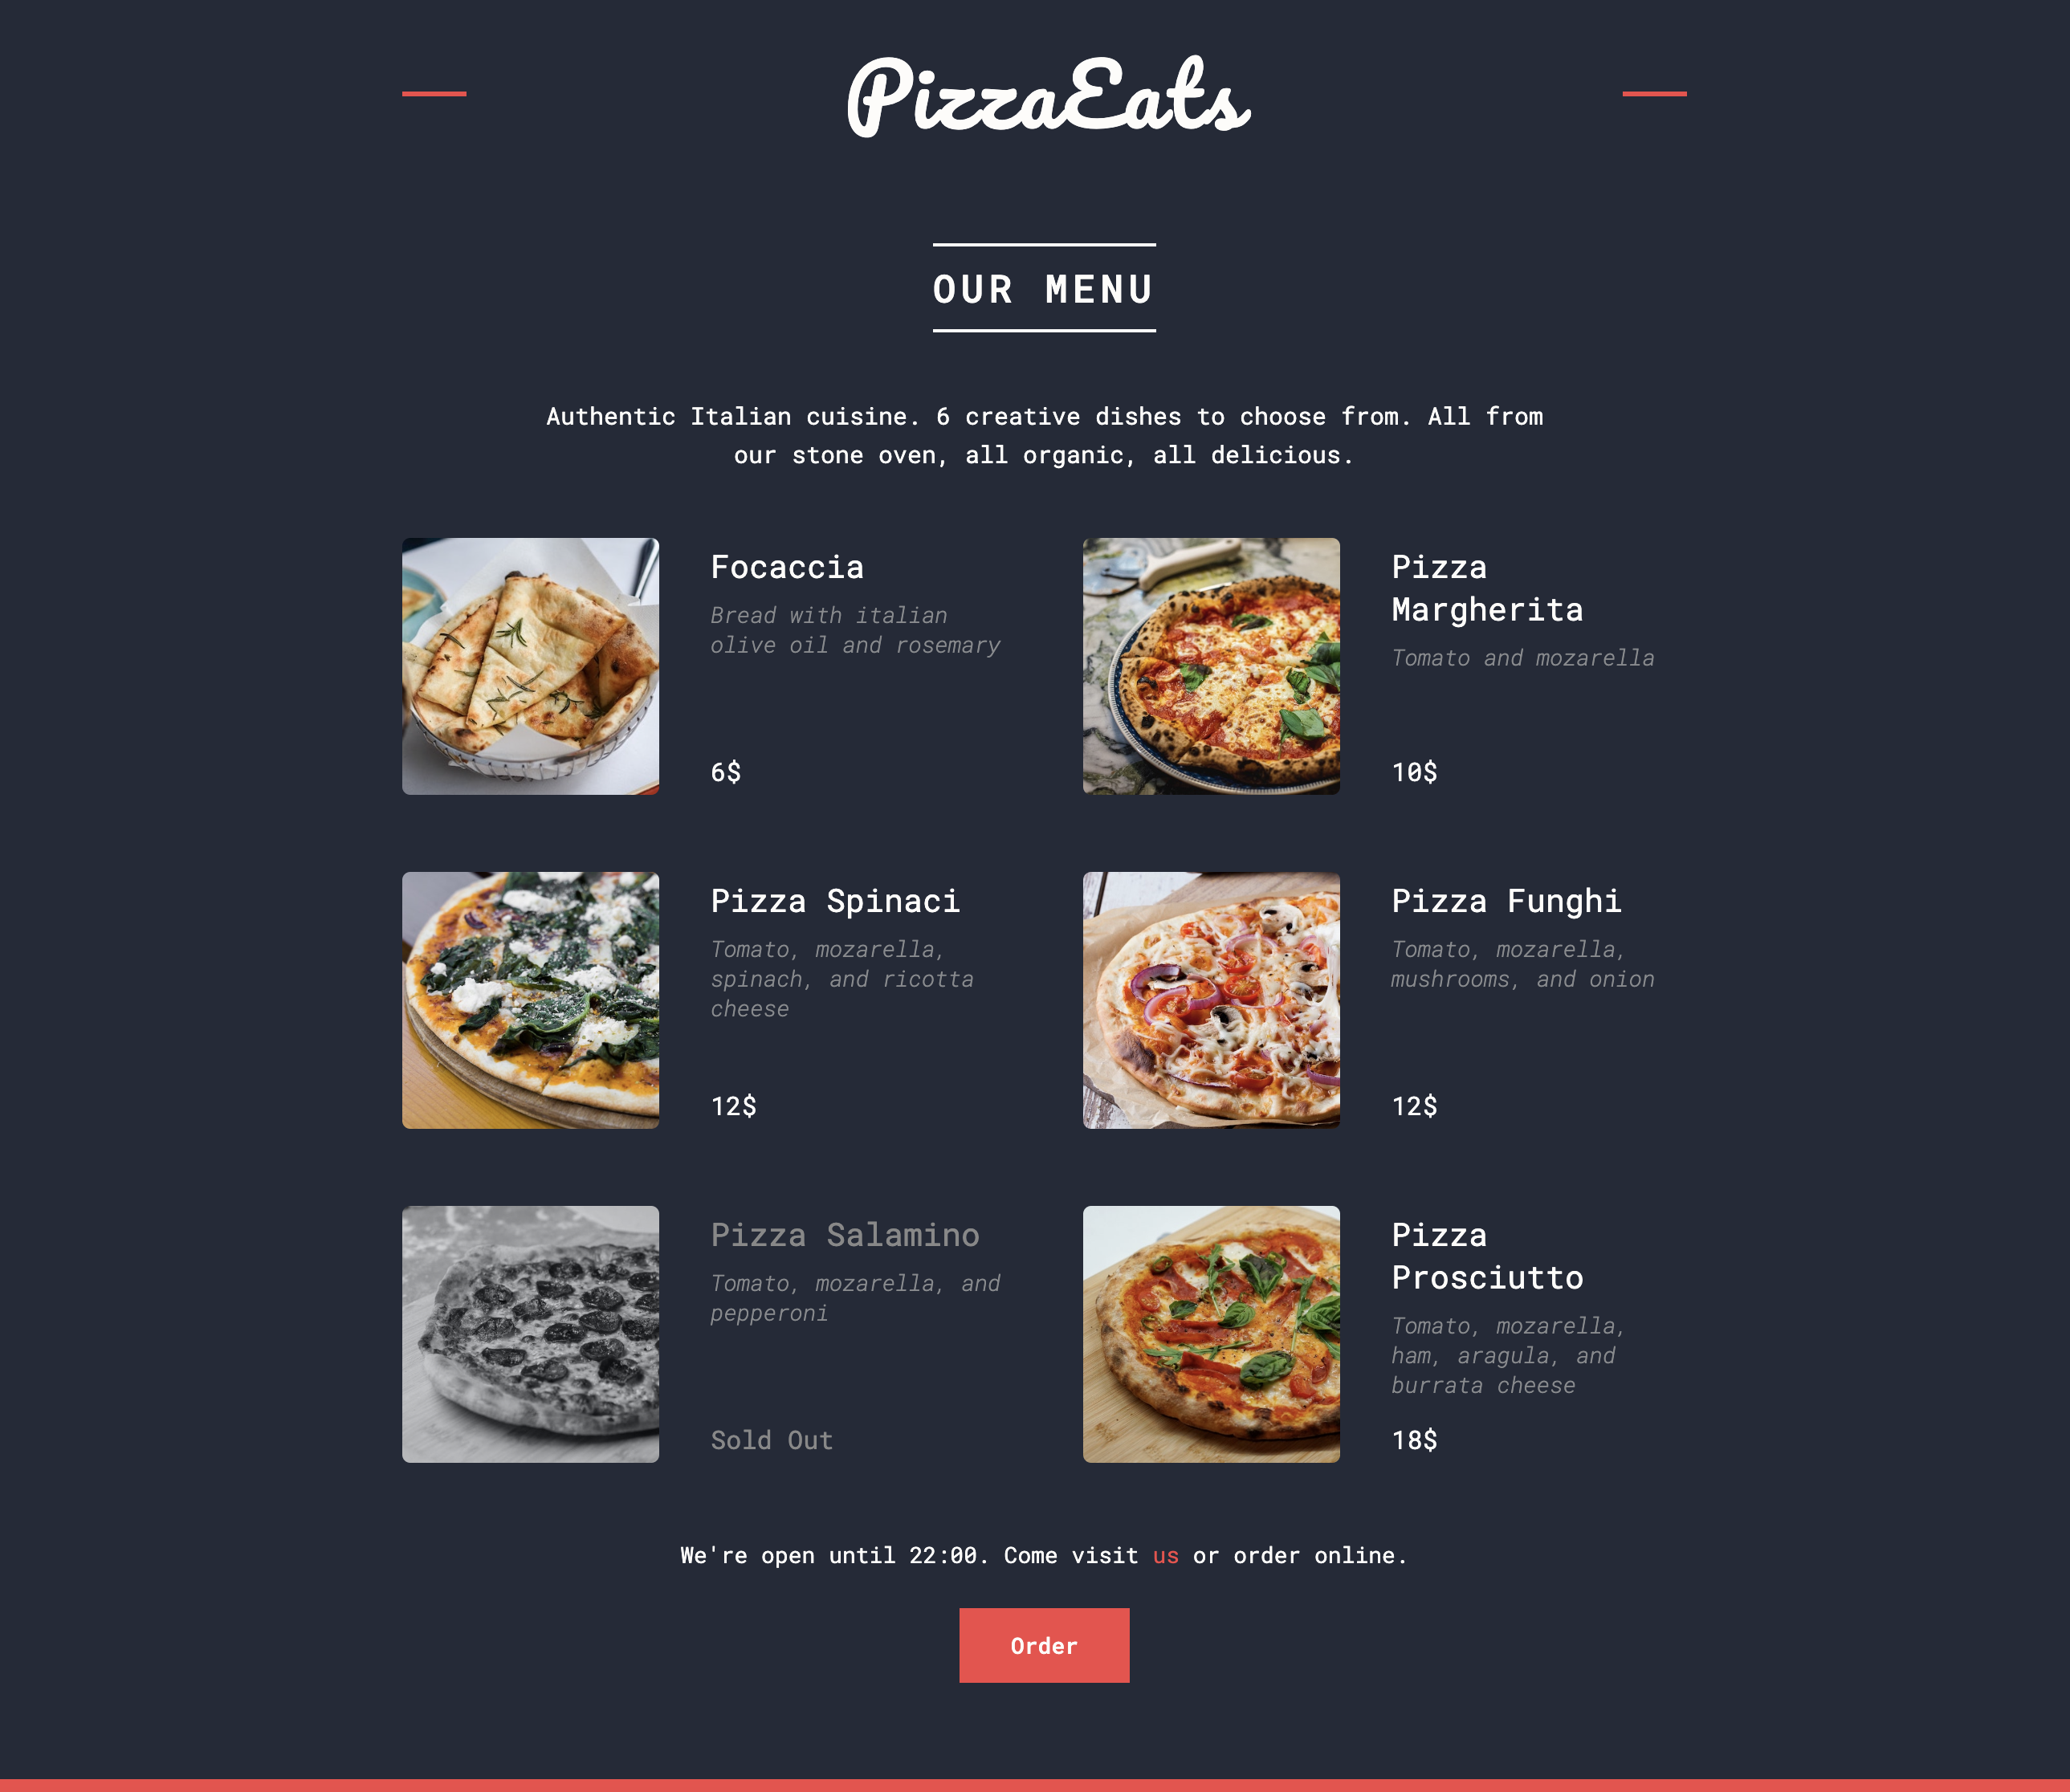 PizzaEats
OUR MENU
Authentic Italian cuisine. 6 creative dishes to choose from. All from
our stone oven, all organic, all delicious.
Focaccia
Bread with italian
olive oil and rosemary
6$
Pizza
Margherita
Tomato and mozarella
10$
Pizza Spinaci
Tomato, mozarella,
spinach, and ricotta
cheese
12$
Pizza Funghi
Tomato, mozarella,
mushrooms, and onion
12$
Pizza Salamino
Tomato, mozarella, and
pepperoni
Sold Out
Pizza
Prosciutto
Tomato, mozarella,
ham, aragula, and
burrata cheese
18$
We're open until 22:00. Come visit us or order online.
Order